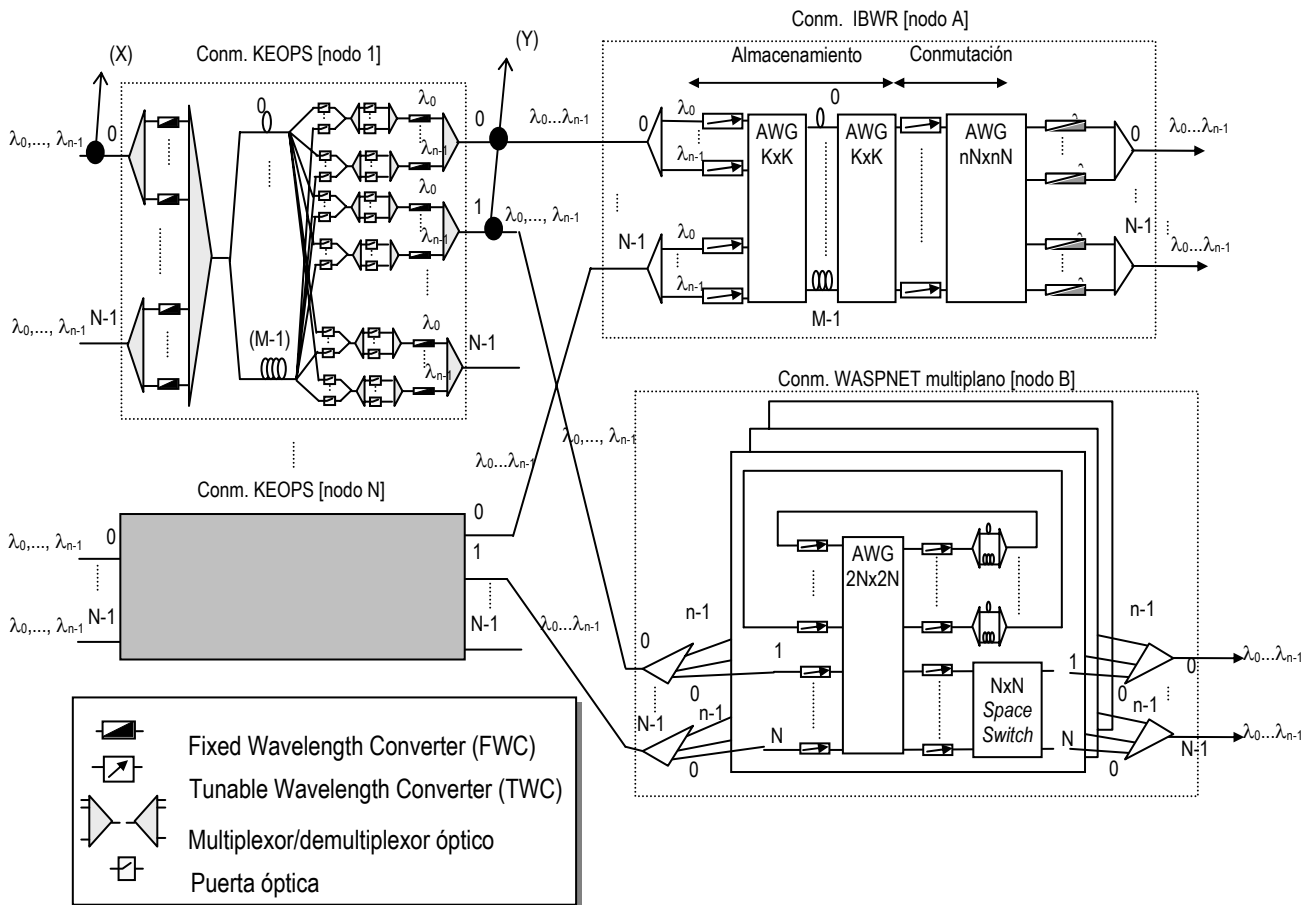 Conm. IBWR [nodo A]
(X)
(Y)
Conm. KEOPS [nodo 1]
Almacenamiento
Conmutación
λ0,..., λn-1
0
0
λ0
λn-1
0
λ0...λn-1
0
λ0
λn-1
AWG
KxK
0
AWG
KxK
AWG
nNxnN
0
λ0...λn-1
λ0
λn-1
1
λ0,..., λn-1
N-1
λ0
λn-1
M-1
N-1
λ0...λn-1
λ0,..., λn-1
N-1
(M-1)
λ0
λn-1
N-1
Conm. WASPNET multiplano [nodo B]
λ0...λn-1
λ0,..., λn-1
Conm. KEOPS [nodo N]
λ0,..., λn-1
0
0
1
N-1
λ0,..., λn-1
N-1
λ0...λn-1
AWG
2Nx2N
n-1
0
1
0
N-1
n-1
N
0
NxN
Space
Switch
1
N
n-1
0
0
λ0...λn-1
n-1
0
N-1
λ0...λn-1
Fixed Wavelength Converter (FWC)
Tunable Wavelength Converter (TWC)
Multiplexor/demultiplexor óptico
Puerta óptica